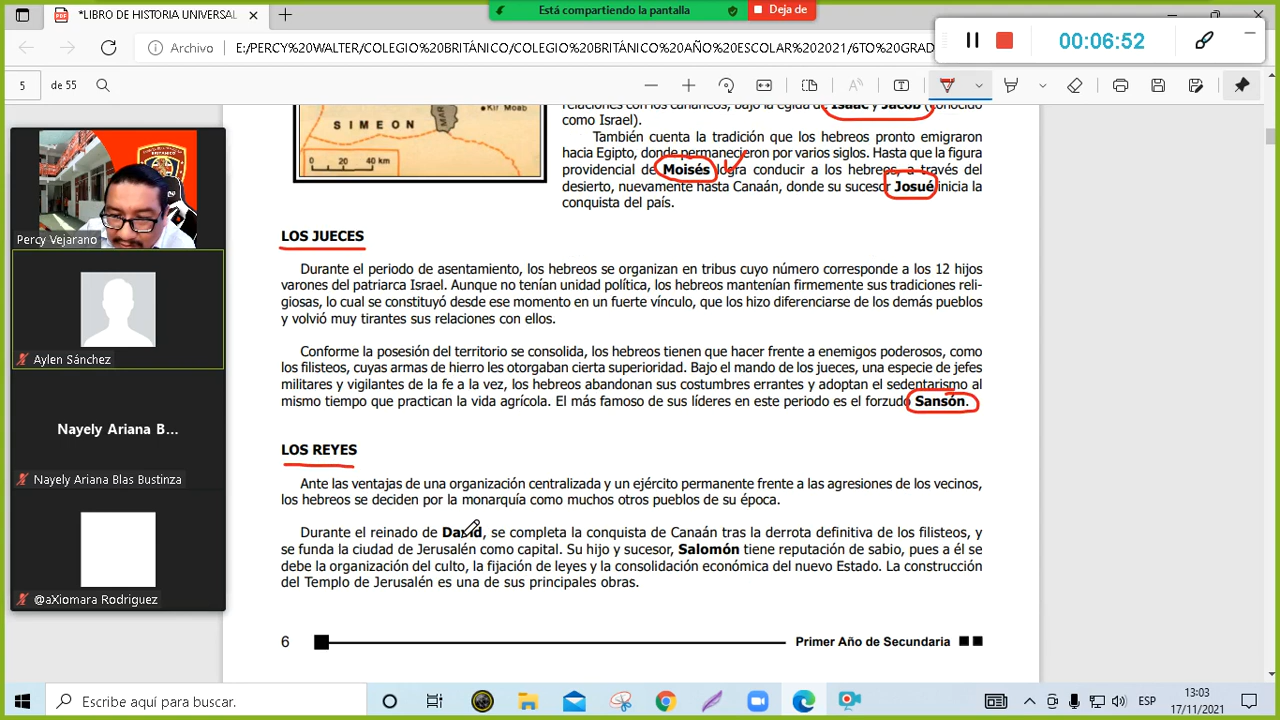 *LIBRO DE HISTORIA UNIVERSAL
Está compartiendo la pantalla
Deja de
Archivo
E:/PERCY%20WALTER/COLEGIO%20BRITÁNICO/COLEGIO%20BRITÁNICO%20AÑO%20ESCOLAR%202021/6TO%20GRAD
00:06:52
5
de 55
Percy Vejarano
Aylen Sánchez
Nayely Ariana B...
Nayely Ariana Blas Bustinza
@aXiomara Rodriguez
Kir Moab
MAR
SIMEON
0 20 40 km
relaciones con los cananeos, bajo la égida de Isaac y Jacob (conocido
como Israel).
También cuenta la tradición que los hebreos pronto emigraron
hacia Egipto, donde permanecieron por varios siglos. Hasta que la figura
providencial de Moisés logra conducir a los hebreos, a través del
desierto, nuevamente hasta Canaán, donde su sucesor Josué inicia la
conquista del país.
LOS JUECES
Durante el periodo de asentamiento, los hebreos se organizan en tribus cuyo número corresponde a los 12 hijos
varones del patriarca Israel. Aunque no tenían unidad política, los hebreos mantenían firmemente sus tradiciones reli-
giosas, lo cual se constituyó desde ese momento en un fuerte vínculo, que los hizo diferenciarse de los demás pueblos
y volvió muy tirantes sus relaciones con ellos.
Conforme la posesión del territorio se consolida, los hebreos tienen que hacer frente a enemigos poderosos, como
los filisteos, cuyas armas de hierro les otorgaban cierta superioridad. Bajo el mando de los jueces, una especie de jefes
militares y vigilantes de la fe a la vez, los hebreos abandonan sus costumbres errantes y adoptan el sedentarismo al
mismo tiempo que practican la vida agrícola. El más famoso de sus líderes en este periodo es el forzudo Sansón.
LOS REYES
Ante las ventajas de una organización centralizada y un ejército permanente frente a las agresiones de los vecinos,
los hebreos se deciden por la monarquía como muchos otros pueblos de su época.
Durante el reinado de David, se completa la conquista de Canaán tras la derrota definitiva de los filisteos, y
se funda la ciudad de Jerusalén como capital. Su hijo y sucesor, Salomón tiene reputación de sabio, pues a él se
debe la organización del culto, la fijación de leyes y la consolidación económica del nuevo Estado. La construcción
del Templo de Jerusalén es una de sus principales obras.
6
Primer Año de Secundaria
Escribe aquí para buscar.
ESP
13:03
17/11/2021